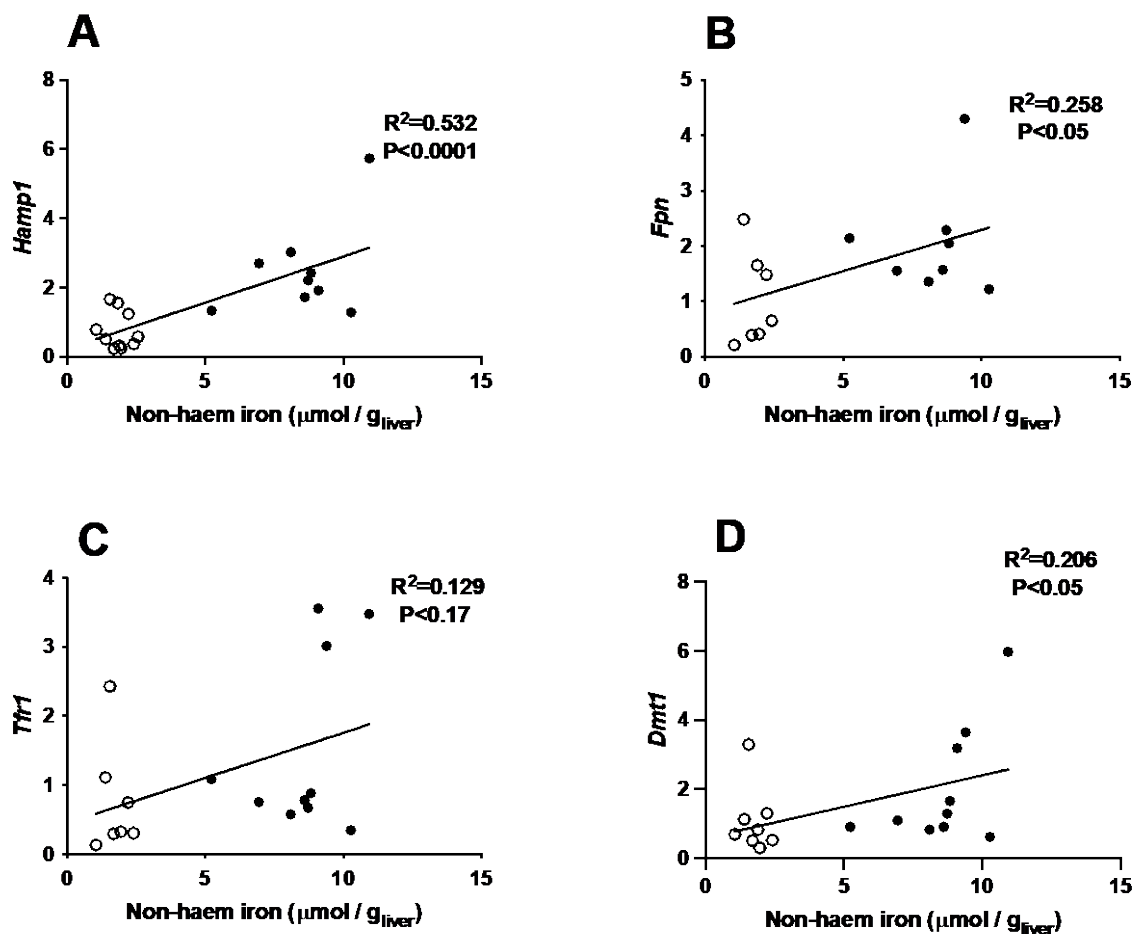 A
8
6
4
2
0
Hamp1
R²=0.532
P<0.0001
0 5 10 15
Non-haem iron (μmol / gliver)
B
5
4
3
2
1
0
Fpn
R²=0.258
P<0.05
0 5 10 15
Non-haem iron (μmol / gliver)
C
4
3
2
1
0
Tfr1
R²=0.129
P<0.17
0 5 10 15
Non-haem iron (μmol / gliver)
D
8
6
4
2
0
Dmt1
R²=0.206
P<0.05
0 5 10 15
Non-haem iron (μmol / gliver)